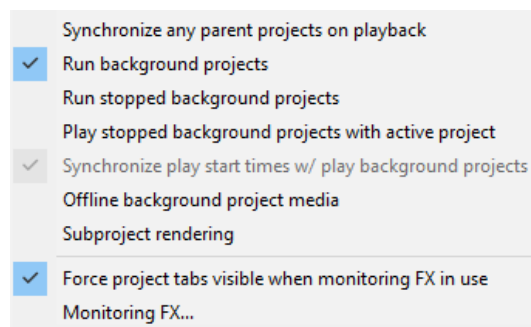 Synchronize any parent projects on playback
Run background projects
Run stopped background projects
Play stopped background projects with active project
Synchronize play start times w/ play background projects
Offline background project media
Subproject rendering
Force project tabs visible when monitoring FX in use
Monitoring FX...